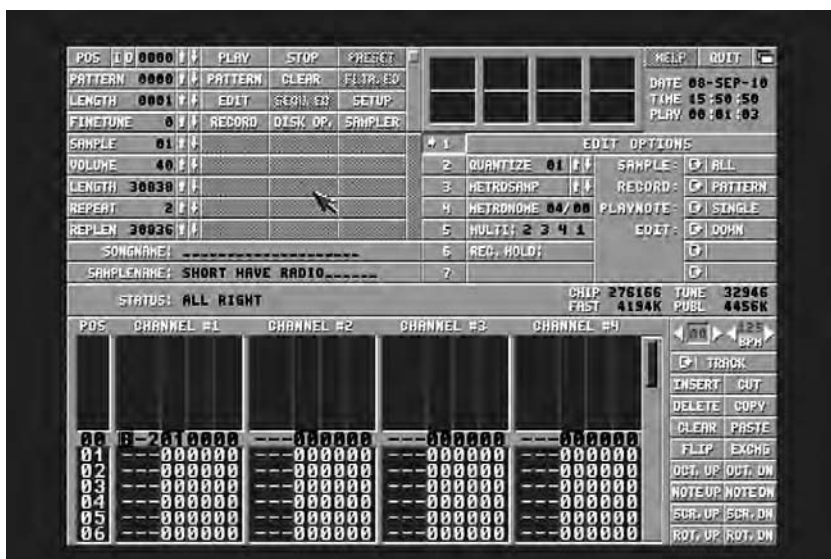 POS I D 0000 PLAY STOP PRESET HELP QUIT
PATTERN 0000 PATTERN CLEAR FLTR.ED DATE 08-SEP-10
LENGTH 0001 EDIT SEQU.ED SETUP TIME 15:50:50
FINETUNE 0 RECORD DISK OP. SAMPLER PLAY 00:01:03
SAMPLE 01 1 EDIT OPTIONS
VOLUME 40 2 QUANTIZE 01 SAMPLE: ALL
LENGTH 30838 3 METROSAMP RECORD: PATTERN
REPEAT 2 4 METRONOME 04/00 PLAYNOTE: SINGLE
REPLEN 30836 5 MULTI: 2 3 4 1 EDIT: DOWN
SONGNAME: ____________________ 6 REC. HOLD:
SAMPLENAME: SHORT WAVE RADIO______ 7
STATUS: ALL RIGHT CHIP 276166 TUNE 32946
FAST 4194K PUBL 4456K
POS CHANNEL #1 CHANNEL #2 CHANNEL #3 CHANNEL #4 00 125 BPM
TRACK
INSERT CUT
DELETE COPY
CLEAR PASTE
00 B-2010000 ---000000 ---000000 ---000000 FLIP EXCHG
01 ---000000 ---000000 ---000000 ---000000
02 ---000000 ---000000 ---000000 ---000000 OCT. UP OCT. DN
03 ---000000 ---000000 ---000000 ---000000 NOTE UP NOTE DN
04 ---000000 ---000000 ---000000 ---000000
05 ---000000 ---000000 ---000000 ---000000 SCR. UP SCR. DN
06 ---000000 ---000000 ---000000 ---000000 ROT. UP ROT. DN